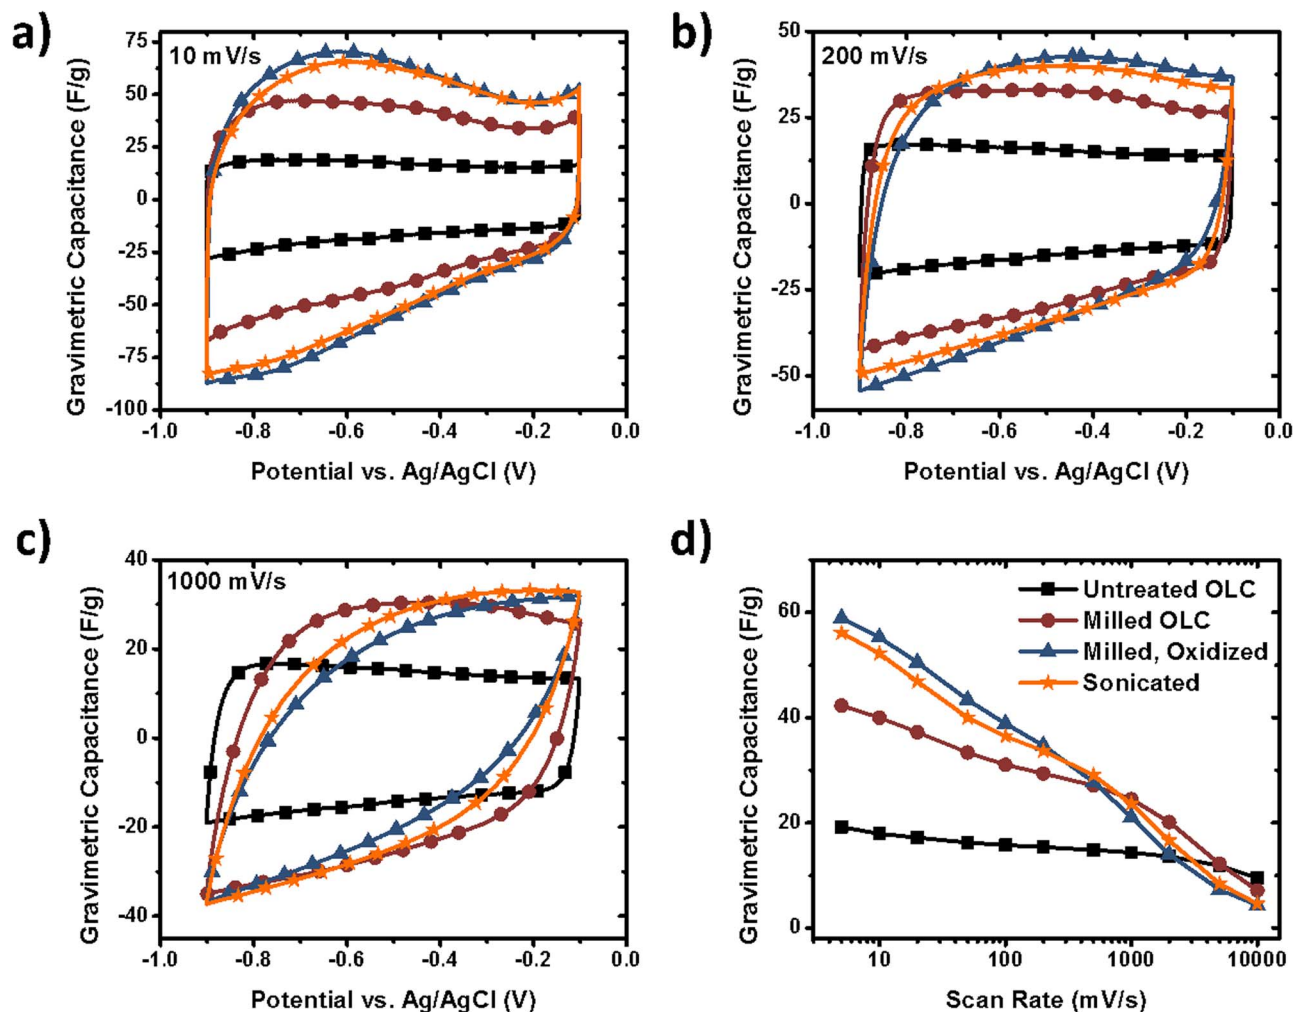 a)
10 mV/s
Gravimetric Capacitance (F/g)
75
50
25
0
-25
-50
-75
-100
-1.0 -0.8 -0.6 -0.4 -0.2 0.0
Potential vs. Ag/AgCl (V)
b)
200 mV/s
Gravimetric Capacitance (F/g)
50
25
0
-25
-50
-1.0 -0.8 -0.6 -0.4 -0.2 0.0
Potential vs. Ag/AgCl (V)
c)
1000 mV/s
Gravimetric Capacitance (F/g)
40
20
0
-20
-40
-1.0 -0.8 -0.6 -0.4 -0.2 0.0
Potential vs. Ag/AgCl (V)
d)
Untreated OLC
Milled OLC
Milled, Oxidized
Sonicated
Gravimetric Capacitance (F/g)
60
40
20
0
10 100 1000 10000
Scan Rate (mV/s)